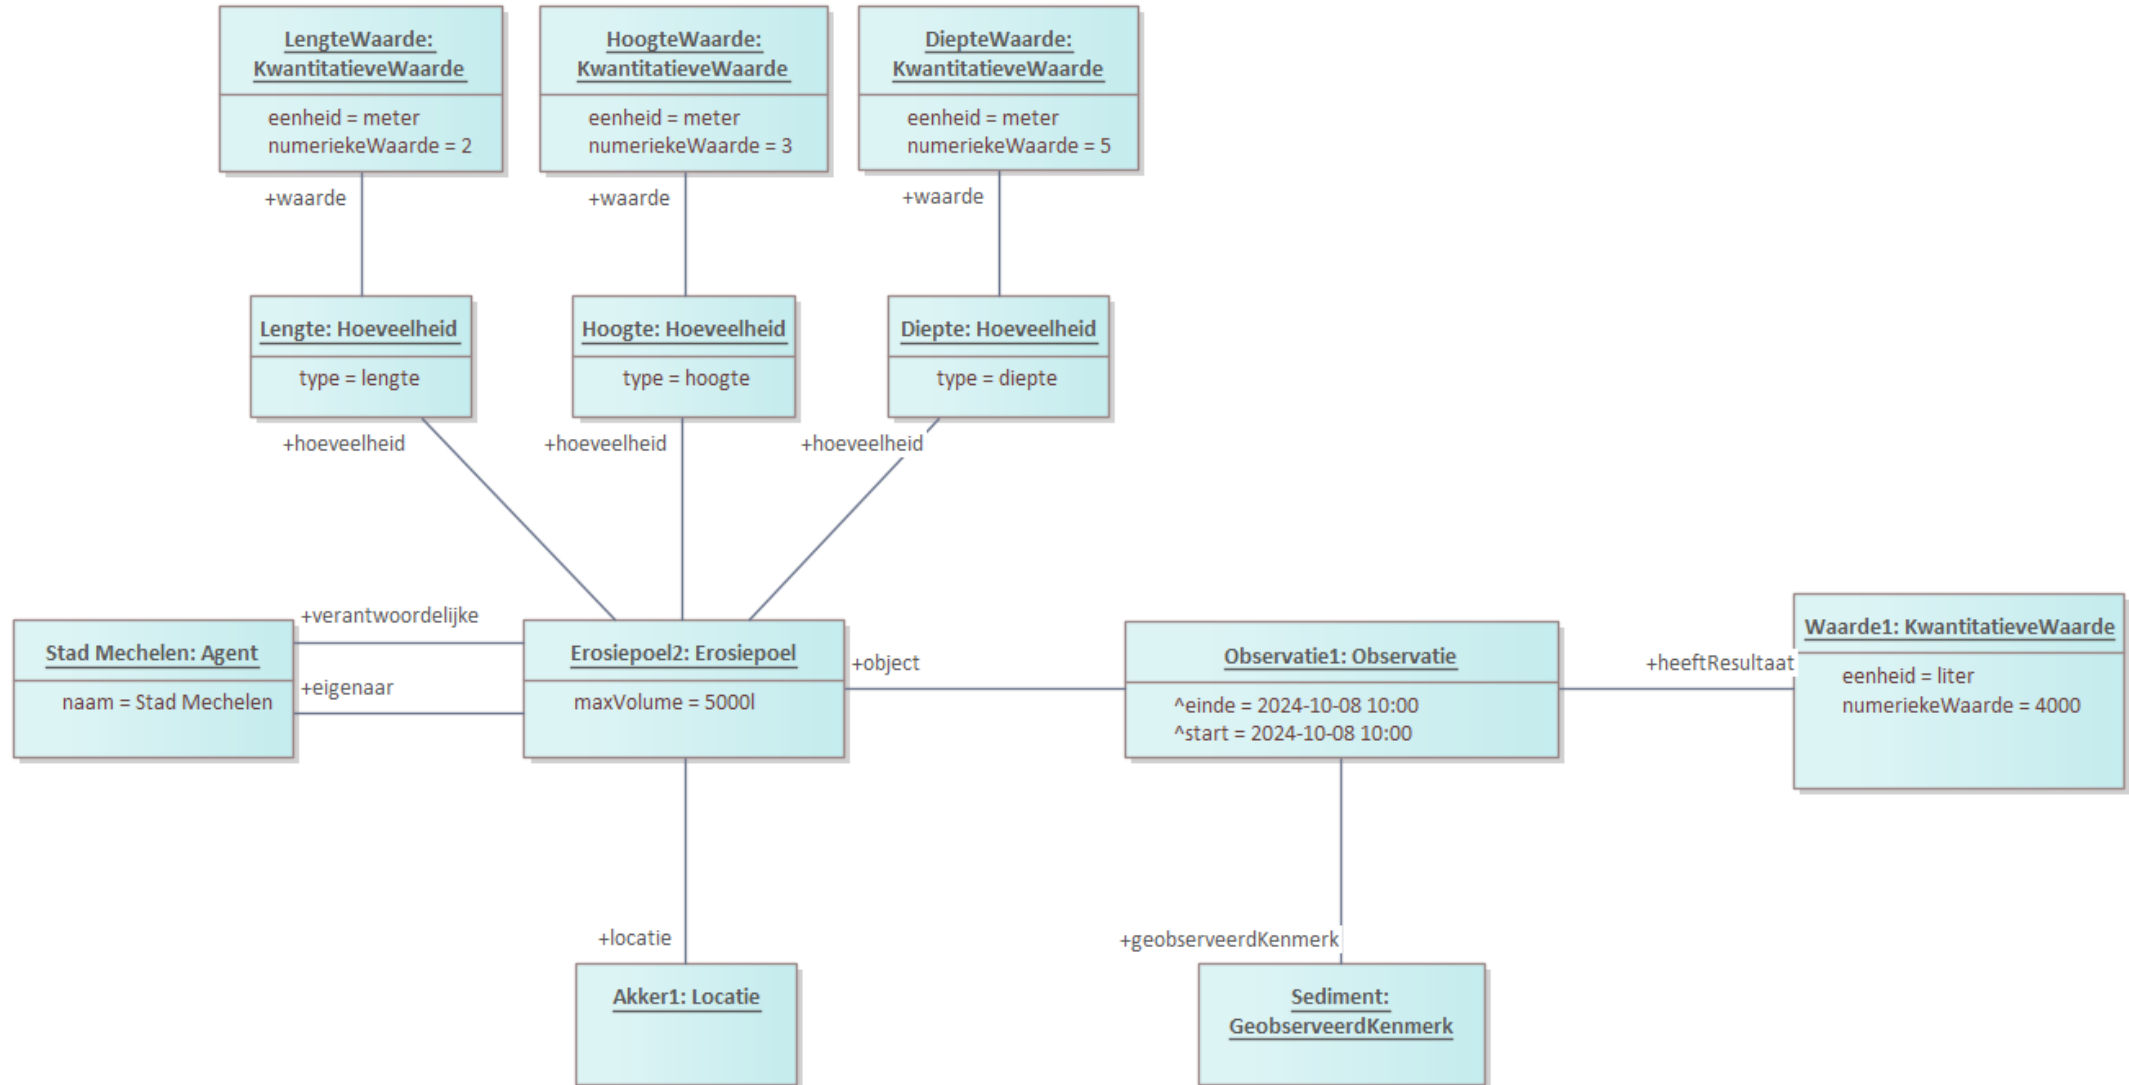 LengteWaarde:
KwantitatieveWaarde
eenheid = meter
numeriekeWaarde = 2
HoogteWaarde:
KwantitatieveWaarde
eenheid = meter
numeriekeWaarde = 3
DiepteWaarde:
KwantitatieveWaarde
eenheid = meter
numeriekeWaarde = 5
+waarde
+waarde
+waarde
Lengte: Hoeveelheid
type = lengte
Hoogte: Hoeveelheid
type = hoogte
Diepte: Hoeveelheid
type = diepte
+hoeveelheid
+hoeveelheid
+hoeveelheid
Stad Mechelen: Agent
naam = Stad Mechelen
+verantwoordelijke
+eigenaar
Erosiepoel2: Erosiepoel
maxVolume = 5000l
+object
Observatie1: Observatie
^einde = 2024-10-08 10:00
^start = 2024-10-08 10:00
+heeftResultaat
Waarde1: KwantitatieveWaarde
eenheid = liter
numeriekeWaarde = 4000
+locatie
Akker1: Locatie
+geobserveerdKenmerk
Sediment:
GeobserveerdKenmerk